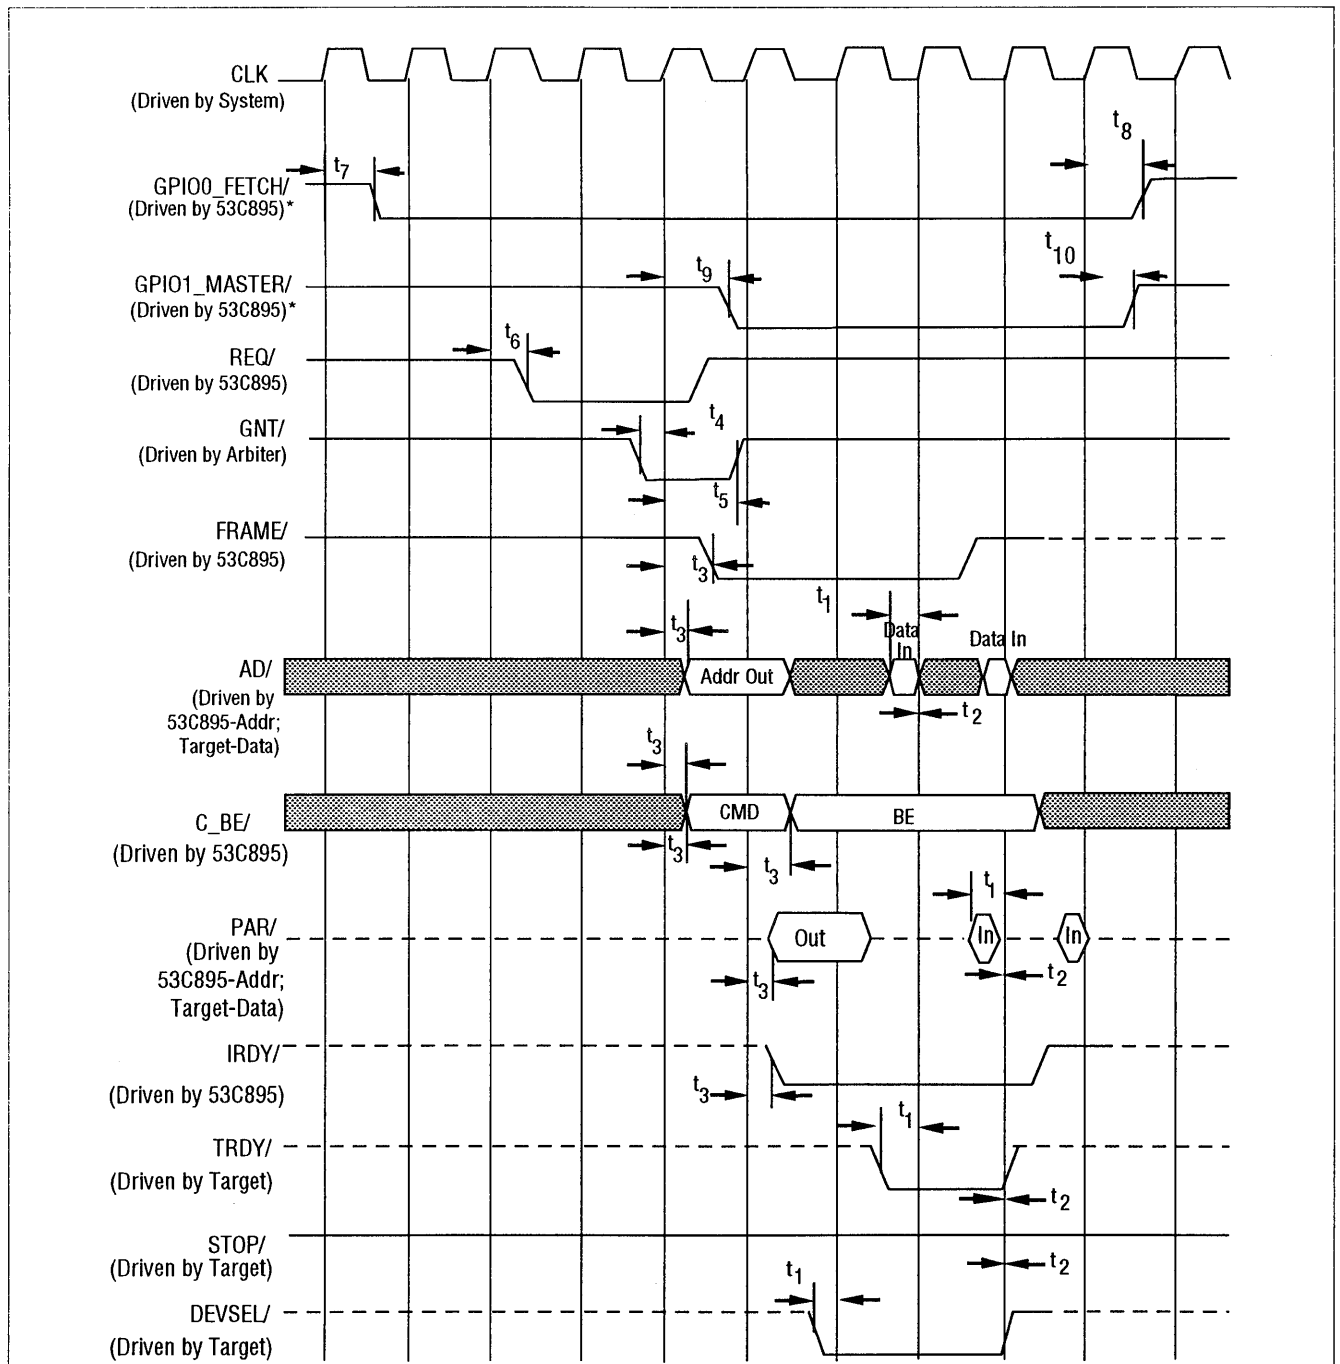 CLK
(Driven by System)
t8
t7
GPIO0_FETCH/
(Driven by 53C895)*
t10
t9
GPIO1_MASTER/
(Driven by 53C895)*
t6
REQ/
(Driven by 53C895)
t4
GNT/
(Driven by Arbiter)
t5
FRAME/
(Driven by 53C895)
t3
t1
t3
Data
In
Data In
AD/
Addr Out
(Driven by
53C895-Addr;
Target-Data)
t2
t3
C_BE/
CMD
BE
(Driven by 53C895)
t3
t3
t1
PAR/
(Driven by
53C895-Addr;
Target-Data)
Out
In
In
t3
t2
IRDY/
(Driven by 53C895)
t3
t1
TRDY/
(Driven by Target)
t2
STOP/
(Driven by Target)
t2
t1
DEVSEL/
(Driven by Target)